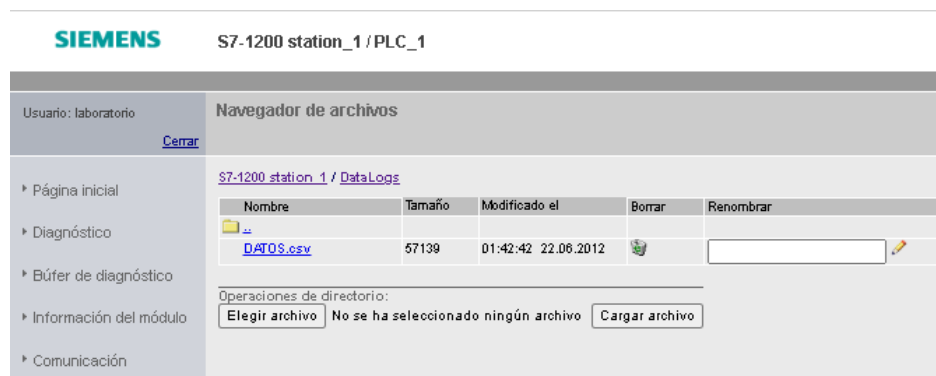 SIEMENS S7-1200 station_1 / PLC_1
Usuario: laboratorio
Cerrar
Navegador de archivos
Página inicial
Diagnóstico
Búfer de diagnóstico
Información del módulo
Comunicación
S7-1200 station_1 / DataLogs
Nombre Tamaño Modificado el Borrar Renombrar
..
DATOS.csv 57139 01:42:42 22.06.2012
Operaciones de directorio:
Elegir archivo No se ha seleccionado ningún archivo Cargar archivo